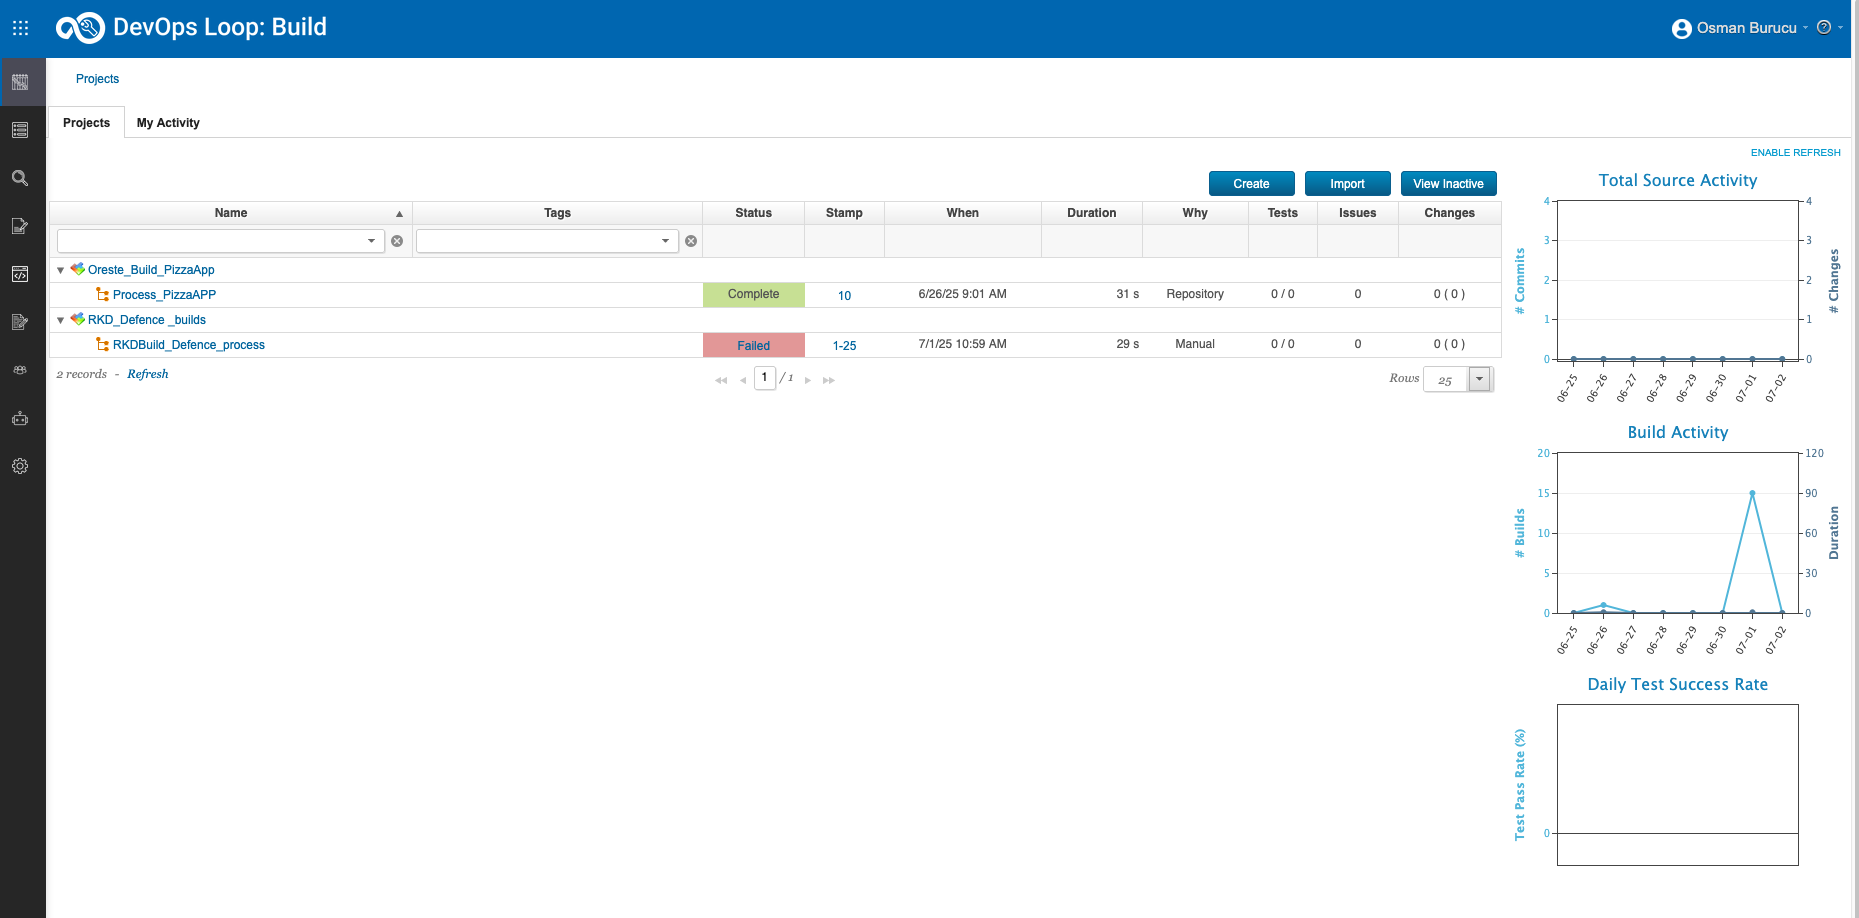 DevOps Loop: Build
Osman Burucu
Projects
Projects
My Activity
ENABLE REFRESH
Create
Import
View Inactive
Name
Tags
Status
Stamp
When
Duration
Why
Tests
Issues
Changes
Oreste_Build_PizzaApp
Process_PizzaAPP
Complete
10
6/26/25 9:01 AM
31 s
Repository
0 / 0
0
0 ( 0 )
RKD_Defence _builds
RKDBuild_Defence_process
Failed
1-25
7/1/25 10:59 AM
29 s
Manual
0 / 0
0
0 ( 0 )
2 records - Refresh
1 / 1
Rows 25
Total Source Activity
4
3
2
1
0
# Commits
4
3
2
1
0
# Changes
06-25
06-26
06-27
06-28
06-29
06-30
07-01
07-02
Build Activity
20
15
10
5
0
# Builds
120
90
60
30
0
Duration
06-25
06-26
06-27
06-28
06-29
06-30
07-01
07-02
Daily Test Success Rate
Test Pass Rate (%)
0